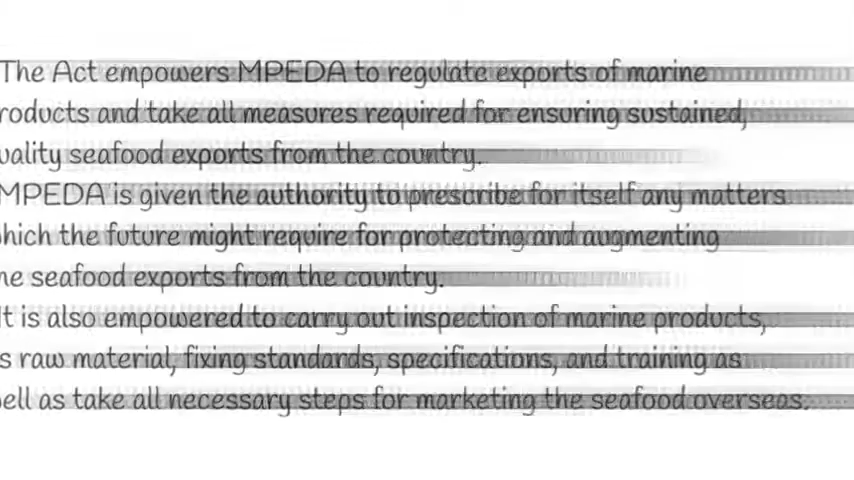 The Act empowers MPEDA to regulate exports of marine
roducts and take all measures required for ensuring sustained,
uality seafood exports from the country.
MPEDA is given the authority to prescribe for itself any matters
hich the future might require for protecting and augmenting
he seafood exports from the country.
It is also empowered to carry out inspection of marine products,
s raw material, fixing standards, specifications, and training as
ell as take all necessary steps for marketing the seafood overseas.